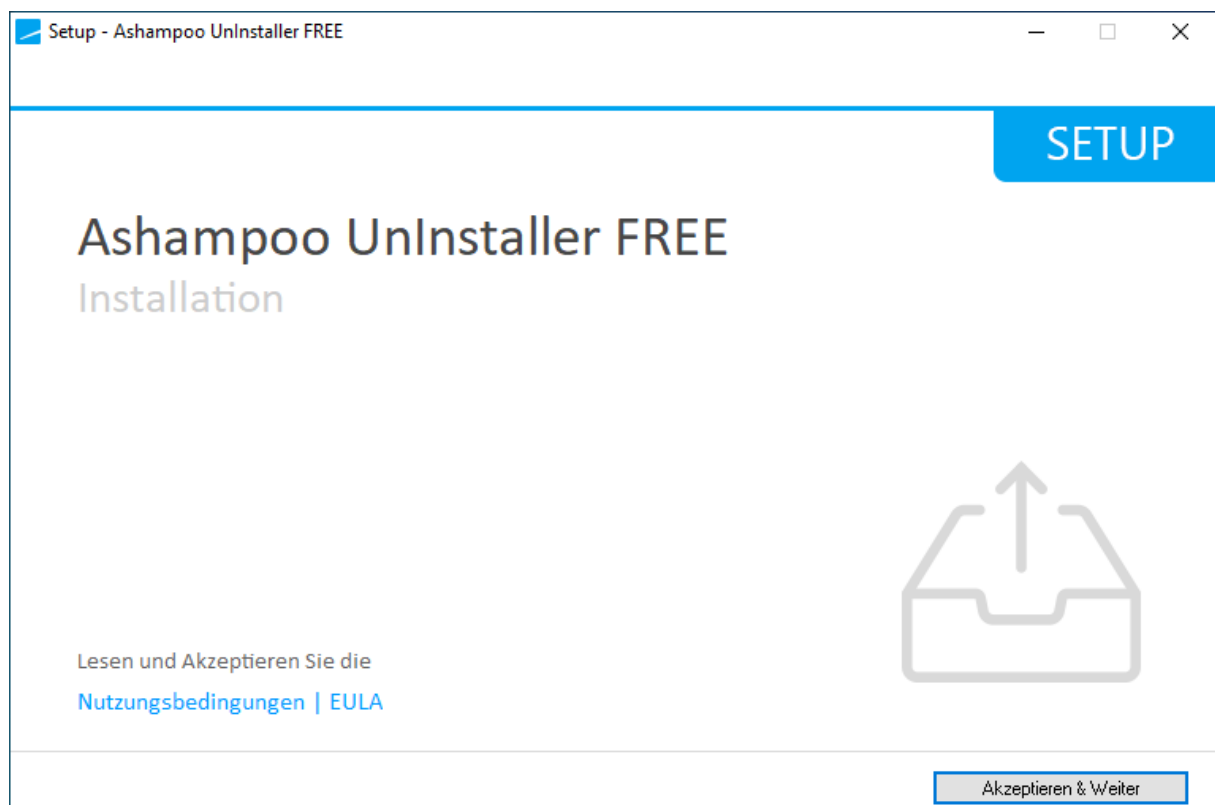 Setup - Ashampoo UnInstaller FREE
SETUP
Ashampoo UnInstaller FREE
Installation
Lesen und Akzeptieren Sie die
Nutzungsbedingungen | EULA
Akzeptieren & Weiter